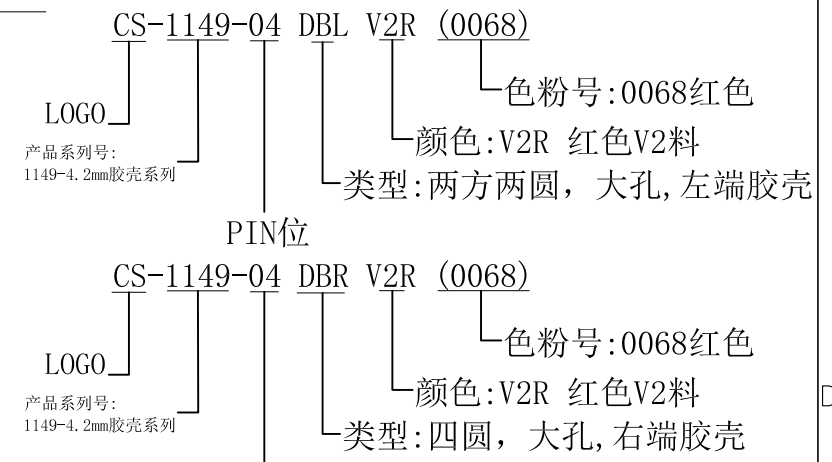 CS-1149-04 DBL V2R (0068)
色粉号:0068红色
LOGO
颜色:V2R 红色V2料
产品系列号:
1149-4.2mm胶壳系列
类型:两方两圆，大孔,左端胶壳
PIN位
CS-1149-04 DBR V2R (0068)
色粉号:0068红色
LOGO
颜色:V2R 红色V2料
产品系列号:
1149-4.2mm胶壳系列
类型:四圆，大孔,右端胶壳